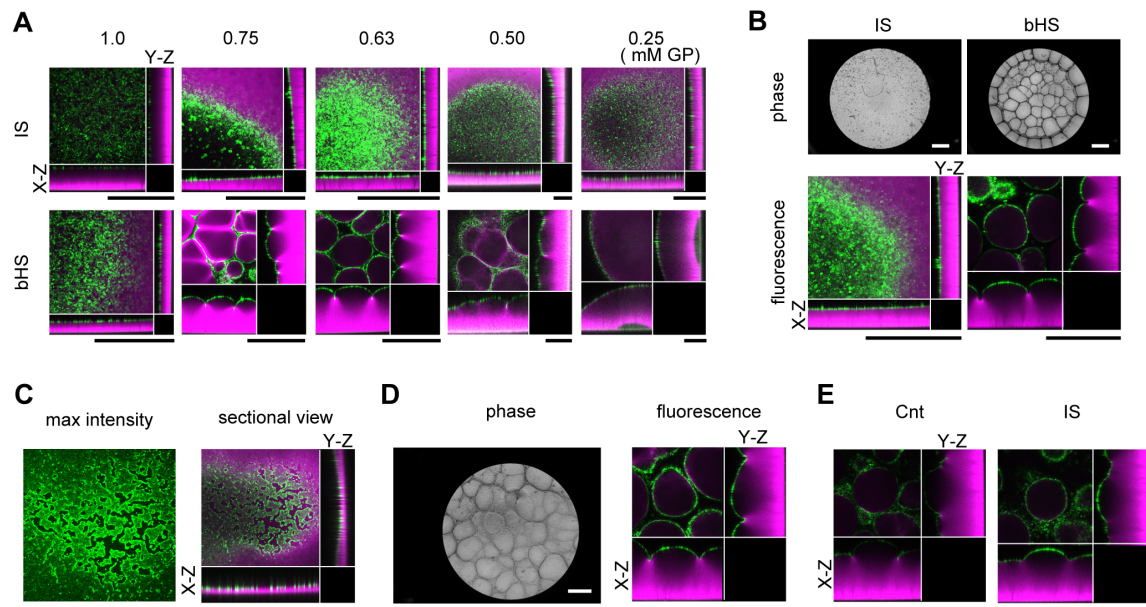 A
1.0 0.75 0.63 0.50 0.25
Y-Z ( mM GP)
IS
X-Z
bHS
B
IS bHS
phase
Y-Z
fluorescence
X-Z
C
max intensity sectional view
Y-Z
X-Z
D
phase fluorescence
Y-Z
X-Z
E
Cnt IS
Y-Z
X-Z